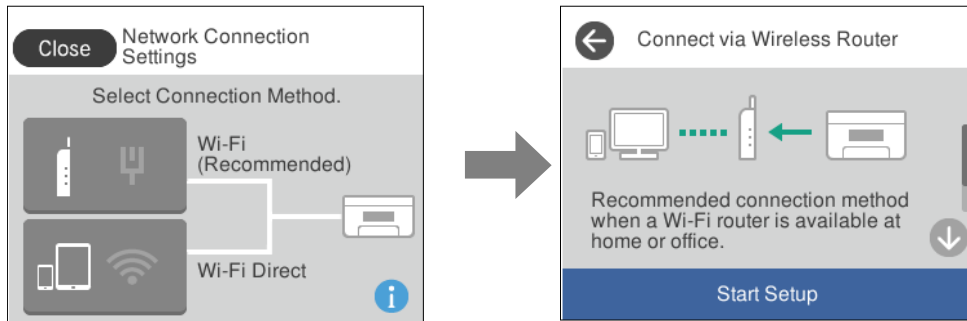 Close
Network Connection
Settings
Select Connection Method.
Wi-Fi
(Recommended)
Wi-Fi Direct
i
Connect via Wireless Router
Recommended connection method
when a Wi-Fi router is available at
home or office.
Start Setup